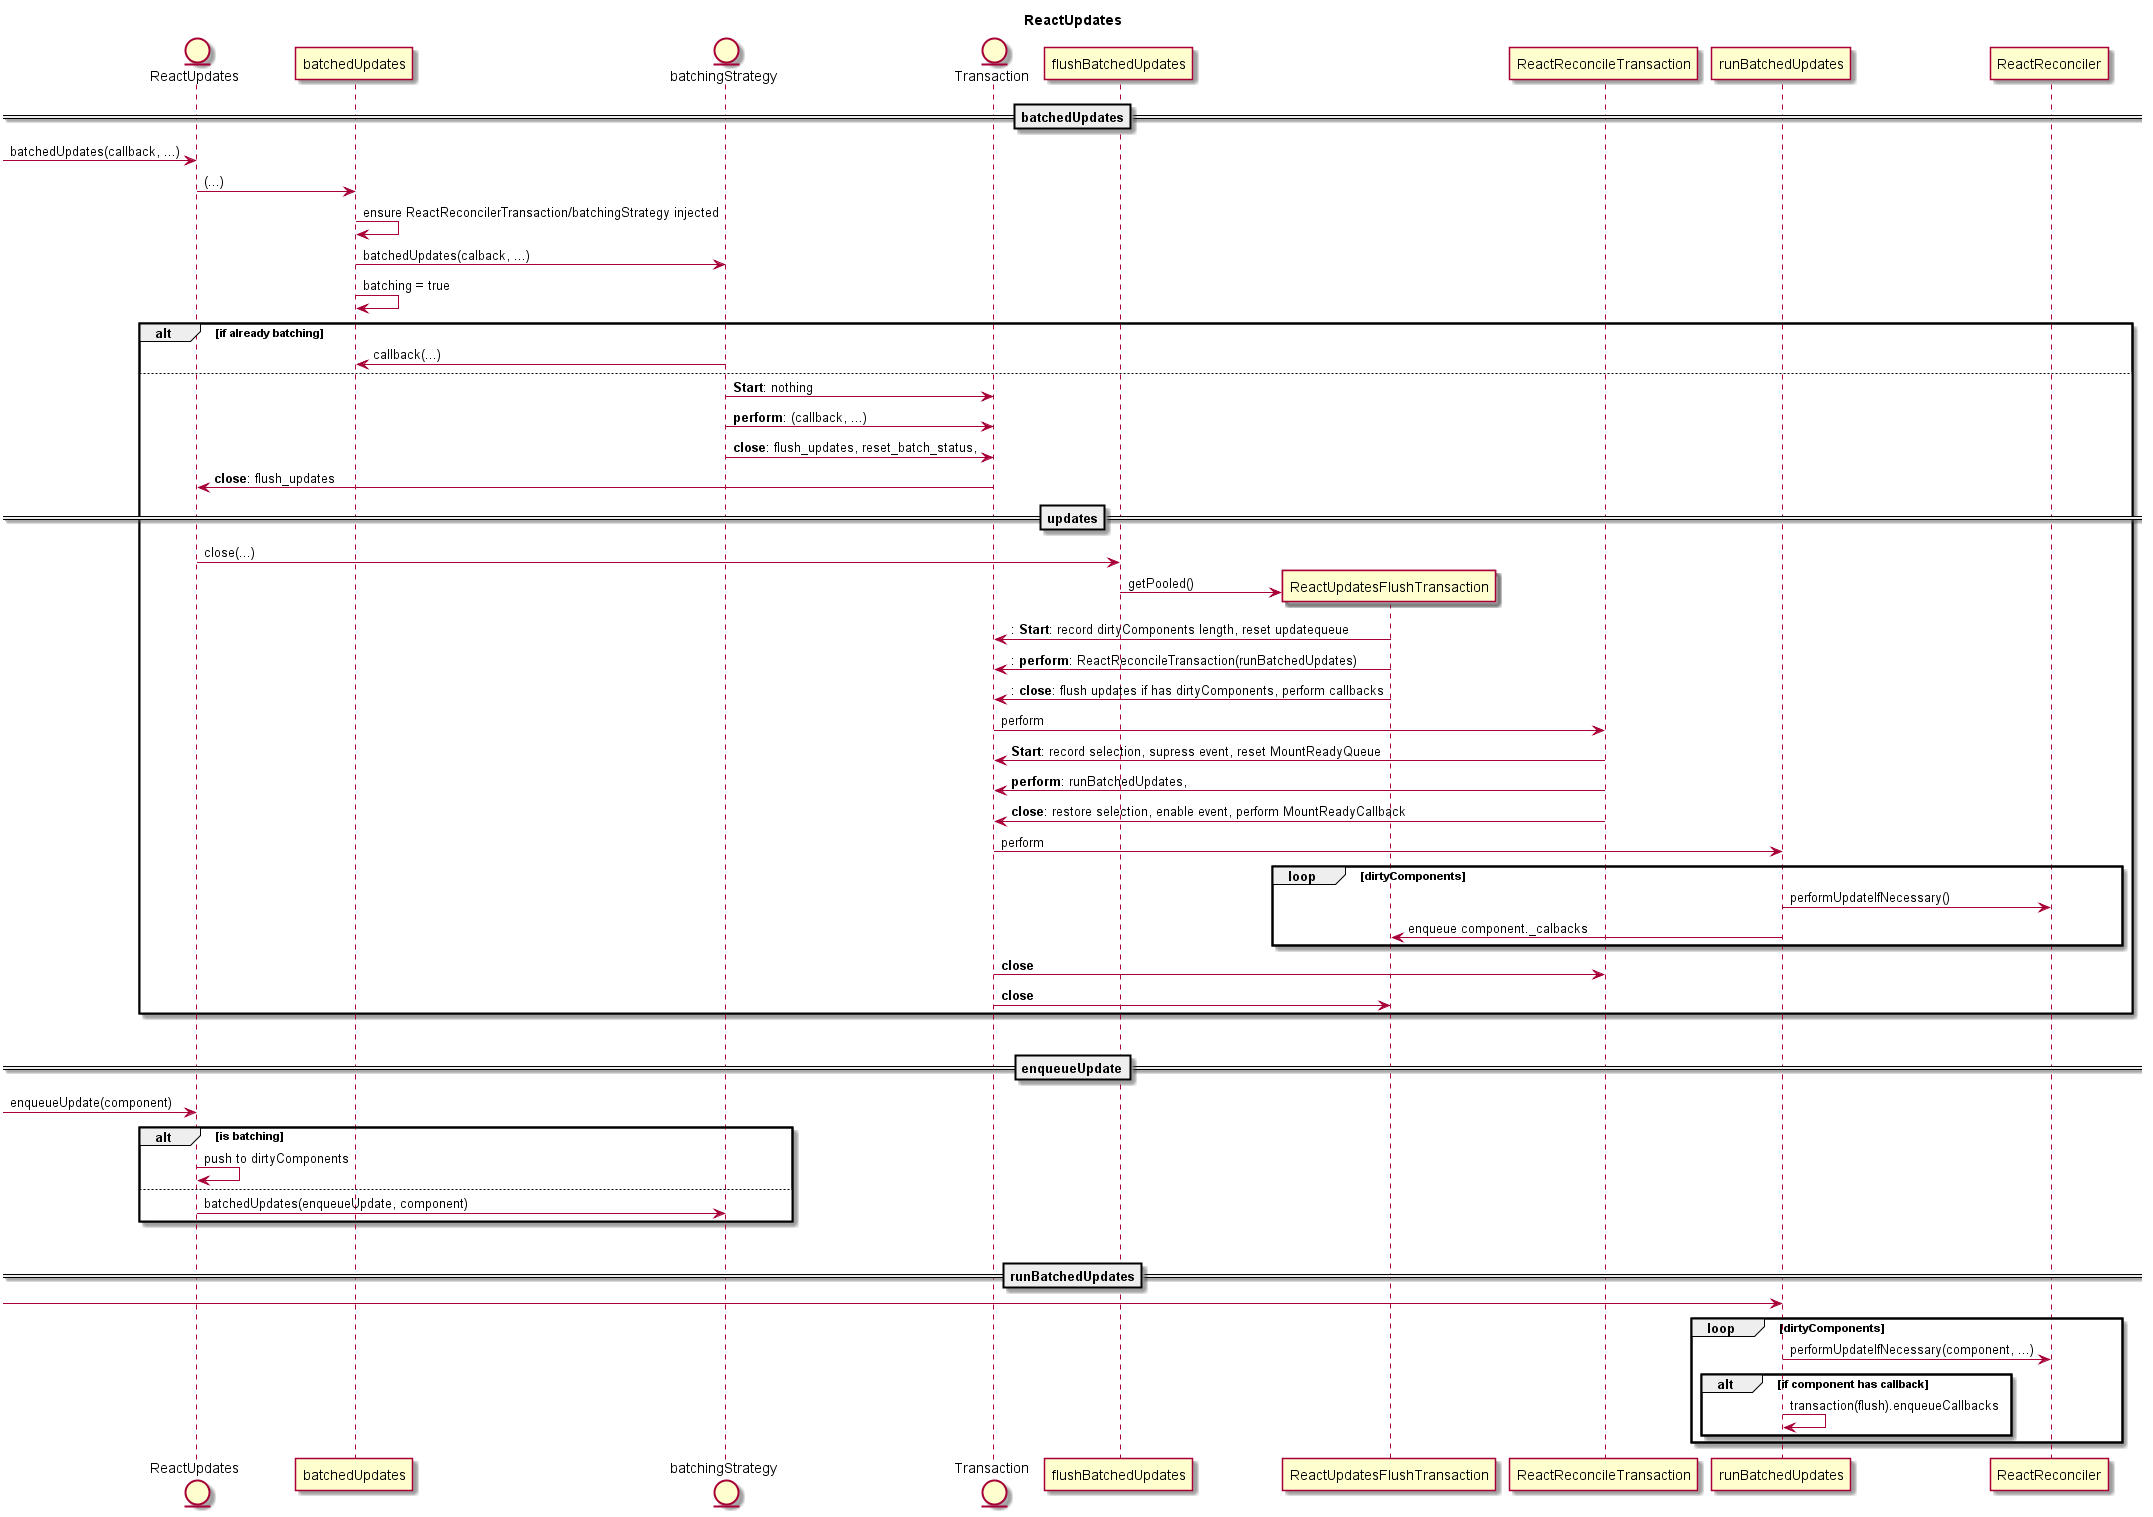 ReactUpdates
ReactUpdates
batchedUpdates
batchingStrategy
Transaction
flushBatchedUpdates
ReactReconcileTransaction
runBatchedUpdates
ReactReconciler
batchedUpdates
batchedUpdates(callback, ...)
(...)
ensure ReactReconcilerTransaction/batchingStrategy injected
batchedUpdates(calback, ...)
batching = true
alt [if already batching]
callback(...)
Start: nothing
perform: (callback, ...)
close: flush_updates, reset_batch_status,
close: flush_updates
updates
close(...)
getPooled()
ReactUpdatesFlushTransaction
: Start: record dirtyComponents length, reset updatequeue
: perform: ReactReconcileTransaction(runBatchedUpdates)
: close: flush updates if has dirtyComponents, perform callbacks
perform
Start: record selection, supress event, reset MountReadyQueue
perform: runBatchedUpdates,
close: restore selection, enable event, perform MountReadyCallback
perform
loop [dirtyComponents]
performUpdateIfNecessary()
enqueue component._calbacks
close
close
enqueueUpdate
enqueueUpdate(component)
alt [is batching]
push to dirtyComponents
batchedUpdates(enqueueUpdate, component)
runBatchedUpdates
loop [dirtyComponents]
performUpdateIfNecessary(component, ...)
alt [if component has callback]
transaction(flush).enqueueCallbacks
ReactUpdates
batchedUpdates
batchingStrategy
Transaction
flushBatchedUpdates
ReactUpdatesFlushTransaction
ReactReconcileTransaction
runBatchedUpdates
ReactReconciler